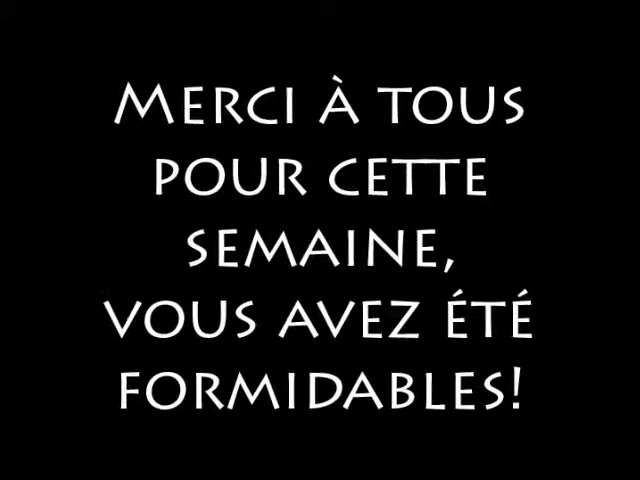 Merci à tous
pour cette
semaine,
vous avez été
formidables!